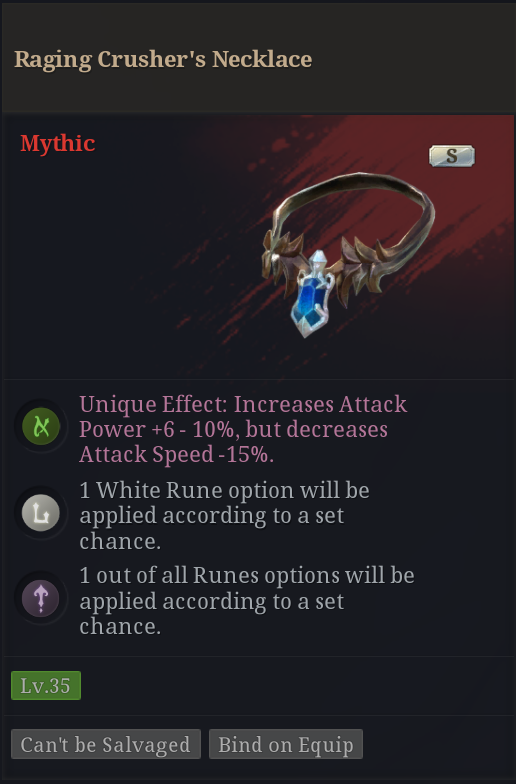 Raging Crusher's Necklace
Mythic
S
Unique Effect: Increases Attack
Power +6 - 10%, but decreases
Attack Speed -15%.
1 White Rune option will be
applied according to a set
chance.
1 out of all Runes options will be
applied according to a set
chance.
Lv.35
Can't be Salvaged
Bind on Equip